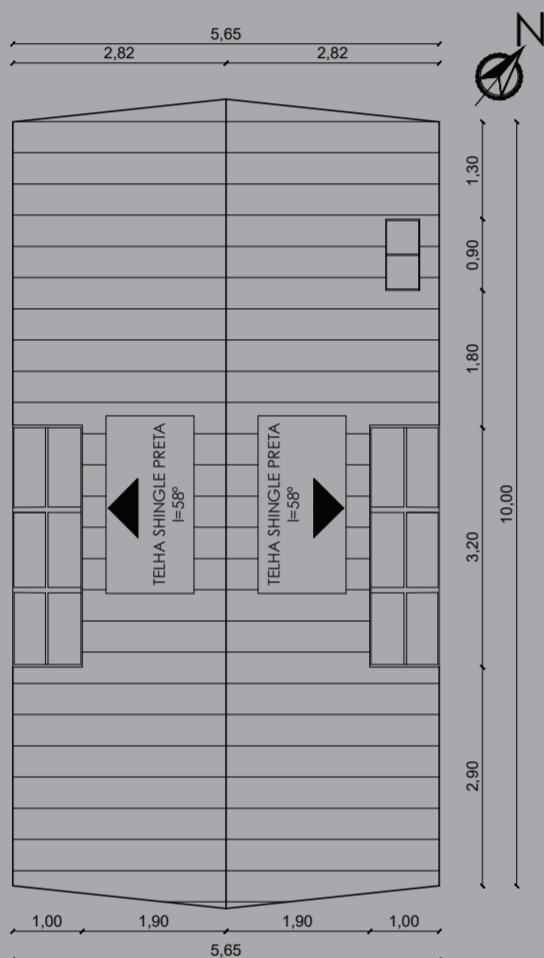 N
5,65
2,82
2,82
1,30
0,90
1,80
3,20
2,90
10,00
TELHA SHINGLE PRETA
I=58º
TELHA SHINGLE PRETA
I=58º
1,00
1,90
1,90
1,00
5,65